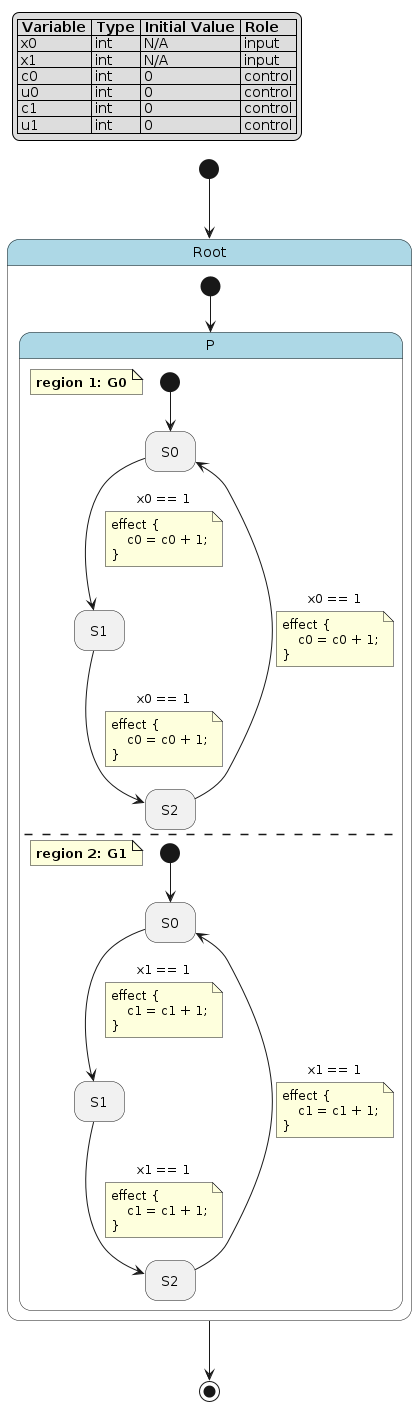 Variable Type Initial Value Role
x0 int N/A input
x1 int N/A input
c0 int 0 control
u0 int 0 control
c1 int 0 control
u1 int 0 control
Root
P
region 1: G0
S0
x0 == 1
effect {
c0 = c0 + 1;
}
x0 == 1
effect {
c0 = c0 + 1;
}
S1
x0 == 1
effect {
c0 = c0 + 1;
}
S2
region 2: G1
S0
x1 == 1
effect {
c1 = c1 + 1;
}
x1 == 1
effect {
c1 = c1 + 1;
}
S1
x1 == 1
effect {
c1 = c1 + 1;
}
S2